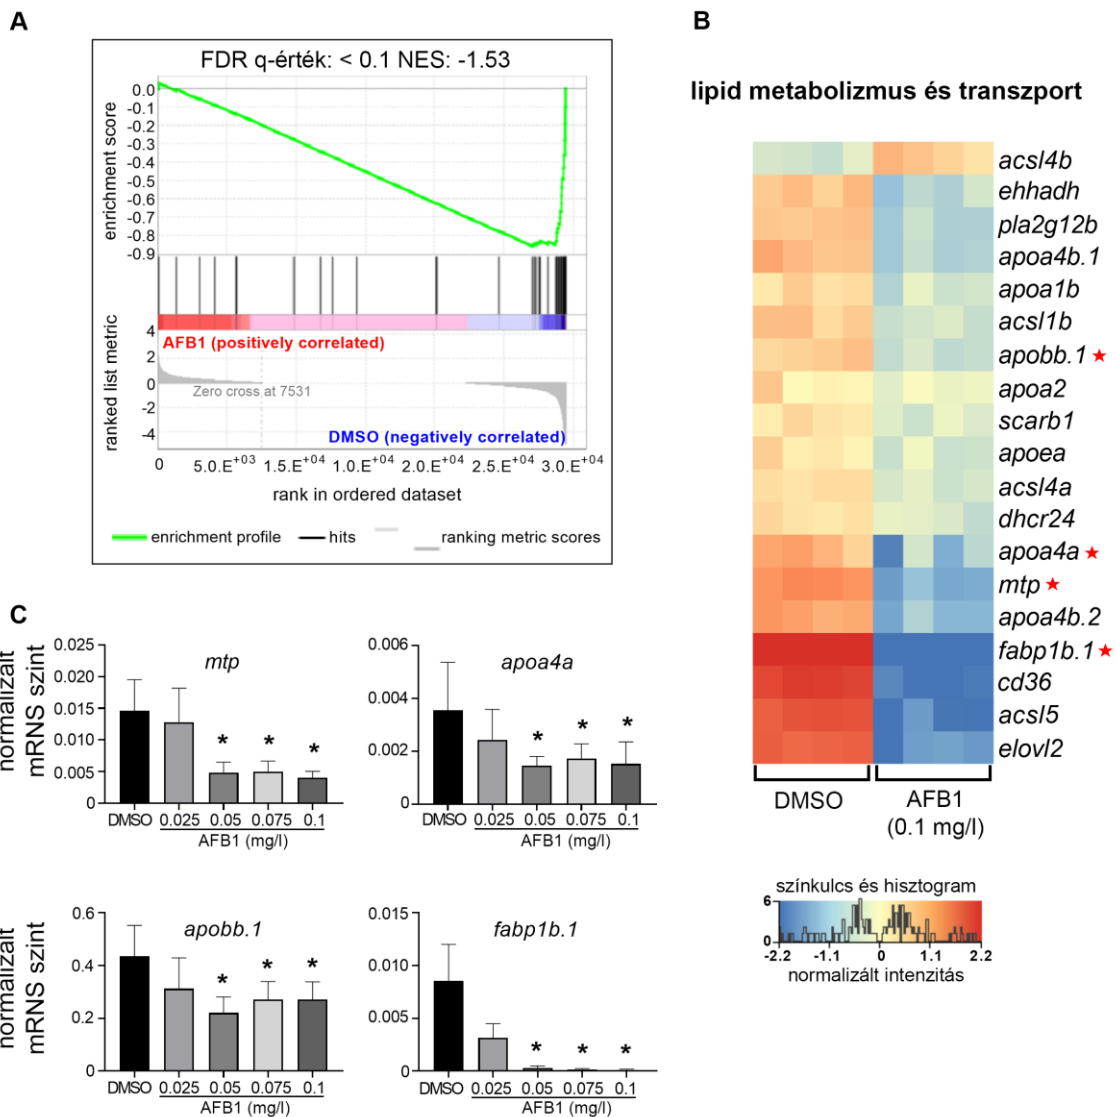 A
FDR q-érték: < 0.1 NES: -1.53
enrichment score
0.0
-0.1
-0.2
-0.3
-0.4
-0.5
-0.6
-0.7
-0.8
-0.9
AFB1 (positively correlated)
ranked list metric
4
2
0
-2
-4
Zero cross at 7531
DMSO (negatively correlated)
0 5.0.E+03 1.5.E+04 1.0.E+04 2.0.E+04 2.5.E+04 3.0.E+04
rank in ordered dataset
enrichment profile hits ranking metric scores
B
lipid metabolizmus és transzport
acsl4b
ehhadh
pla2g12b
apoa4b.1
apoa1b
acsl1b
apobb.1 ★
apoa2
scarb1
apoea
acsl4a
dhcr24
apoa4a ★
mtp ★
apoa4b.2
fabp1b.1 ★
cd36
acsl5
elovl2
DMSO AFB1
(0.1 mg/l)
színkulcs és hisztogram
6
0
-2.2 -1.1 0 1.1 2.2
normalizált intenzitás
C
normalizált
mRNS szint
mtp
0.025
0.020
0.015
0.010
0.005
0
* * *
DMSO 0.025 0.05 0.075 0.1
AFB1 (mg/l)
apoa4a
0.006
0.004
0.002
0
* * *
DMSO 0.025 0.05 0.075 0.1
AFB1 (mg/l)
normalizált
mRNS szint
apobb.1
0.6
0.4
0.2
0
* * *
DMSO 0.025 0.05 0.075 0.1
AFB1 (mg/l)
fabp1b.1
0.015
0.010
0.005
0
* * *
DMSO 0.025 0.05 0.075 0.1
AFB1 (mg/l)